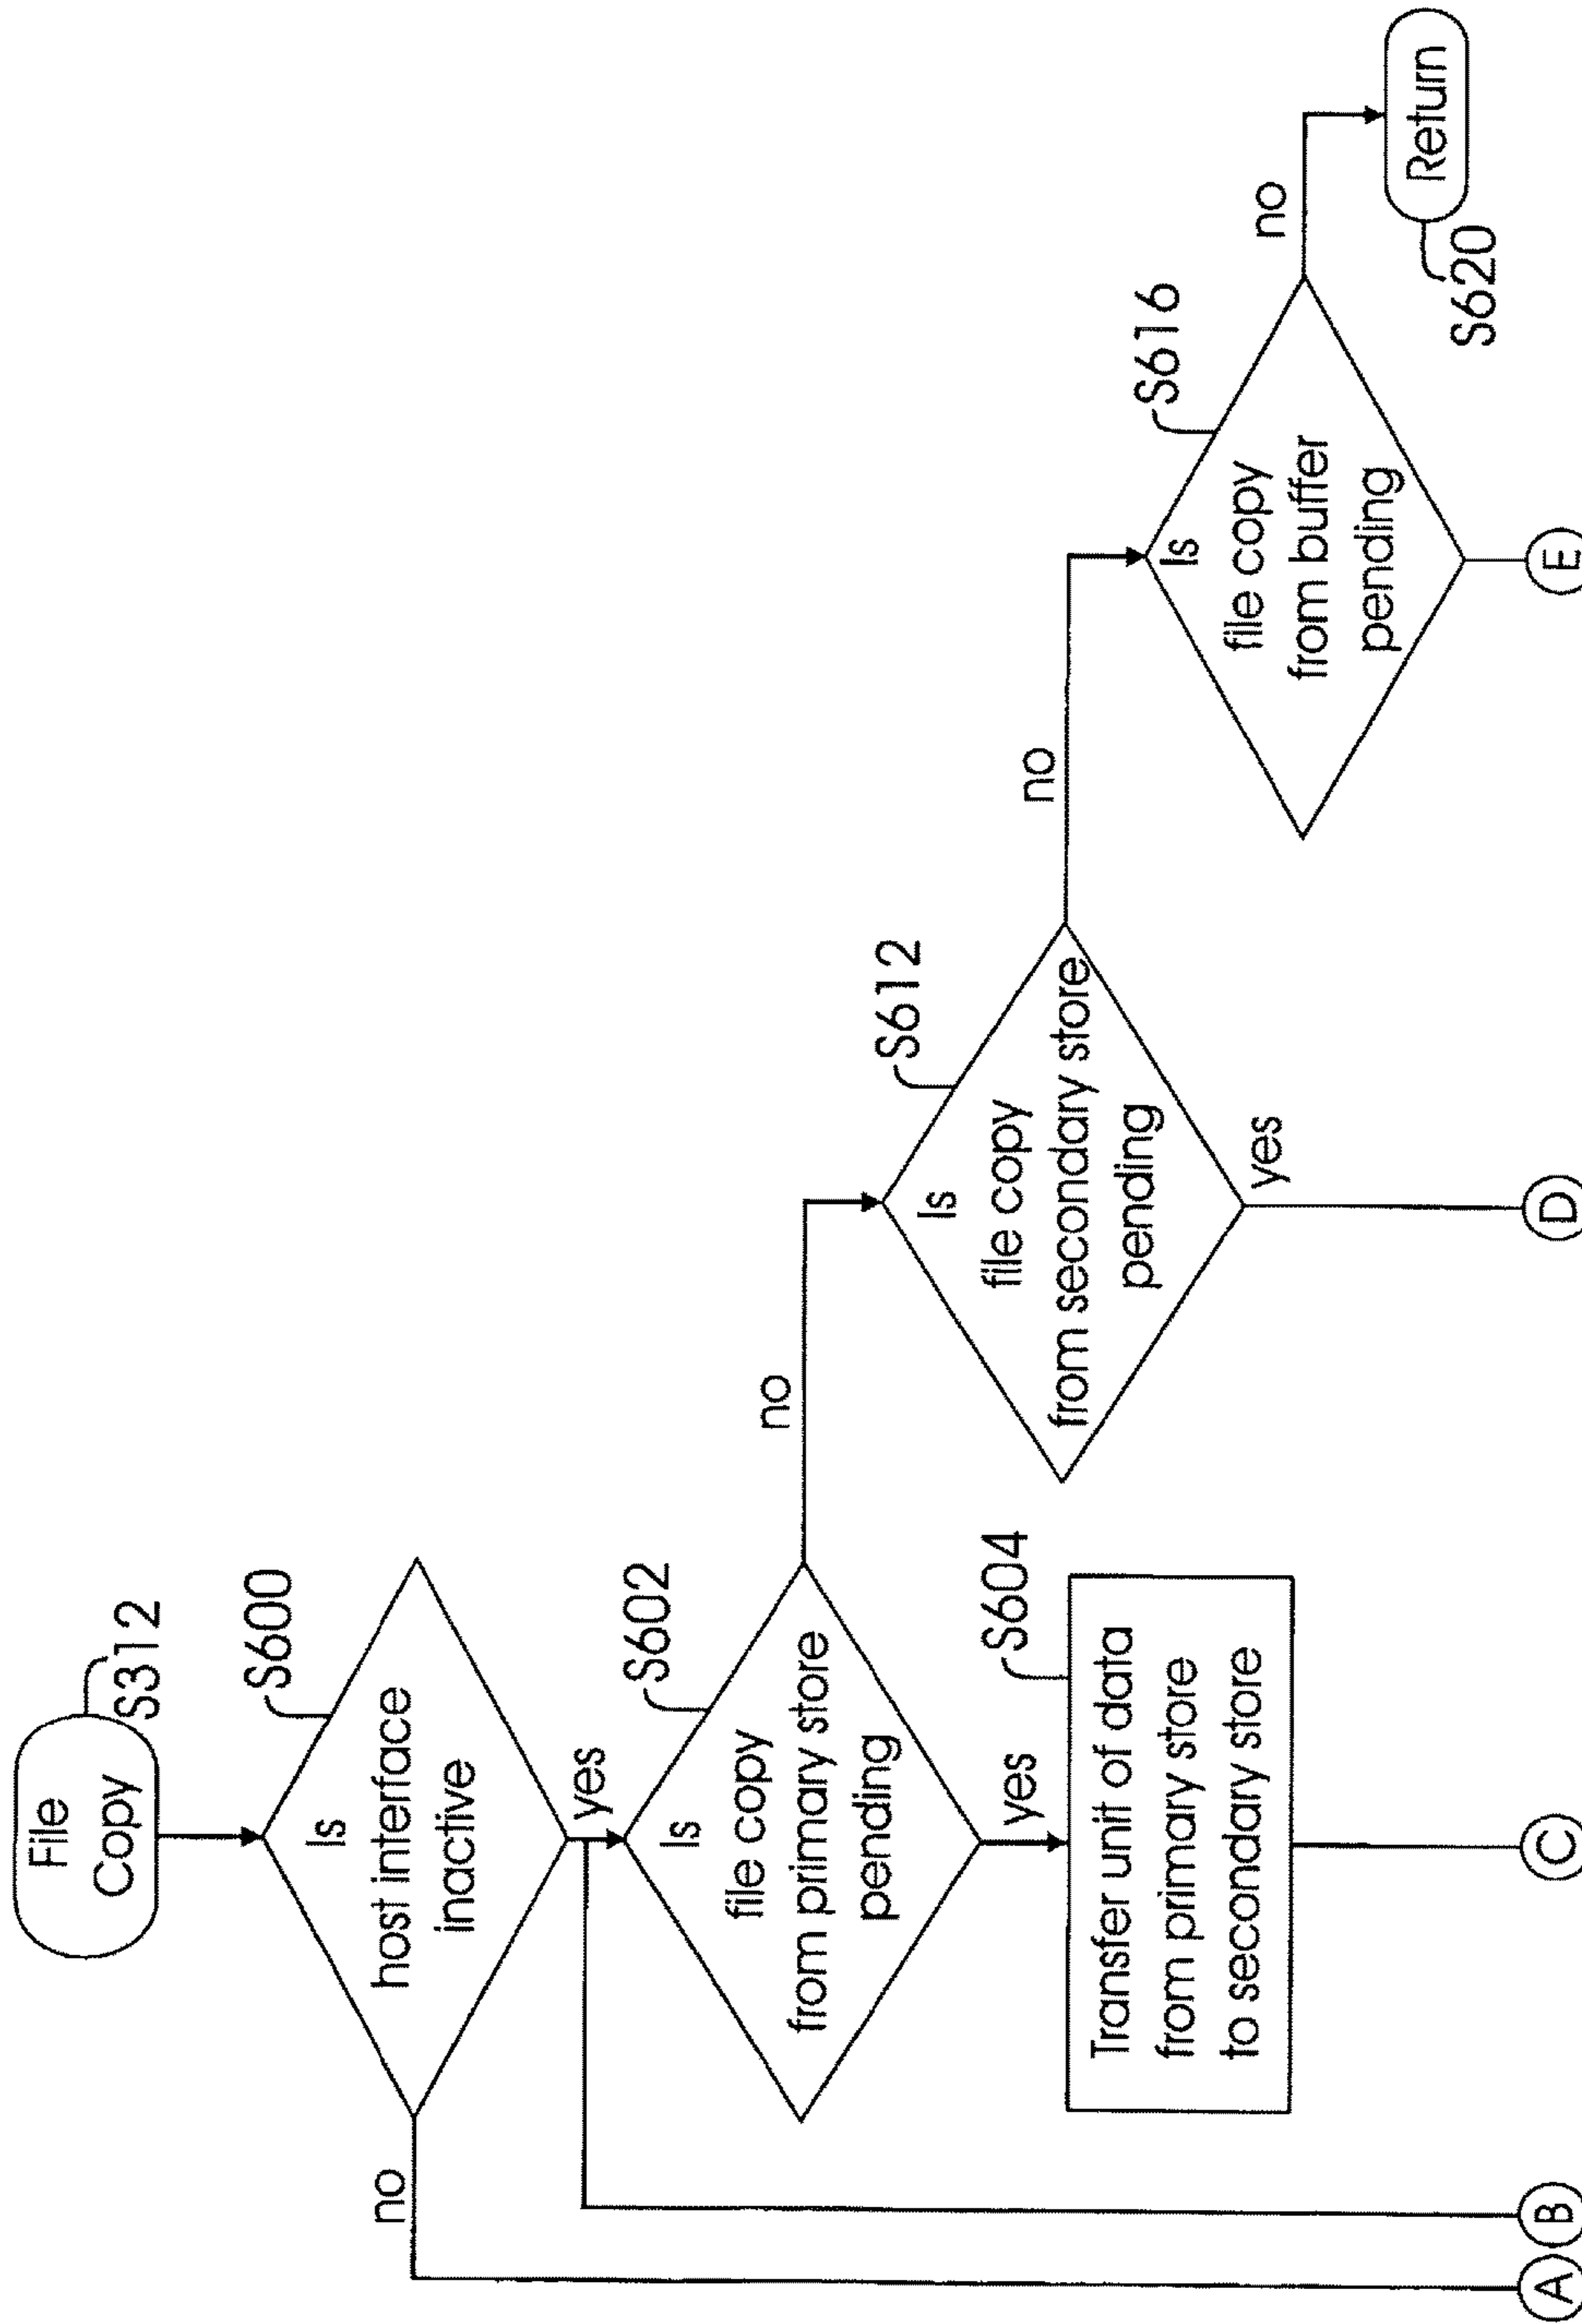 File
Copy
S312
Is
host interface
inactive
S600
no
yes
Is
file copy
from primary store
pending
S602
no
yes
Transfer unit of data
from primary store
to secondary store
S604
Is
file copy
from secondary store
pending
S612
no
yes
Is
file copy
from buffer
pending
S616
no
Return
S620
A
B
C
D
E